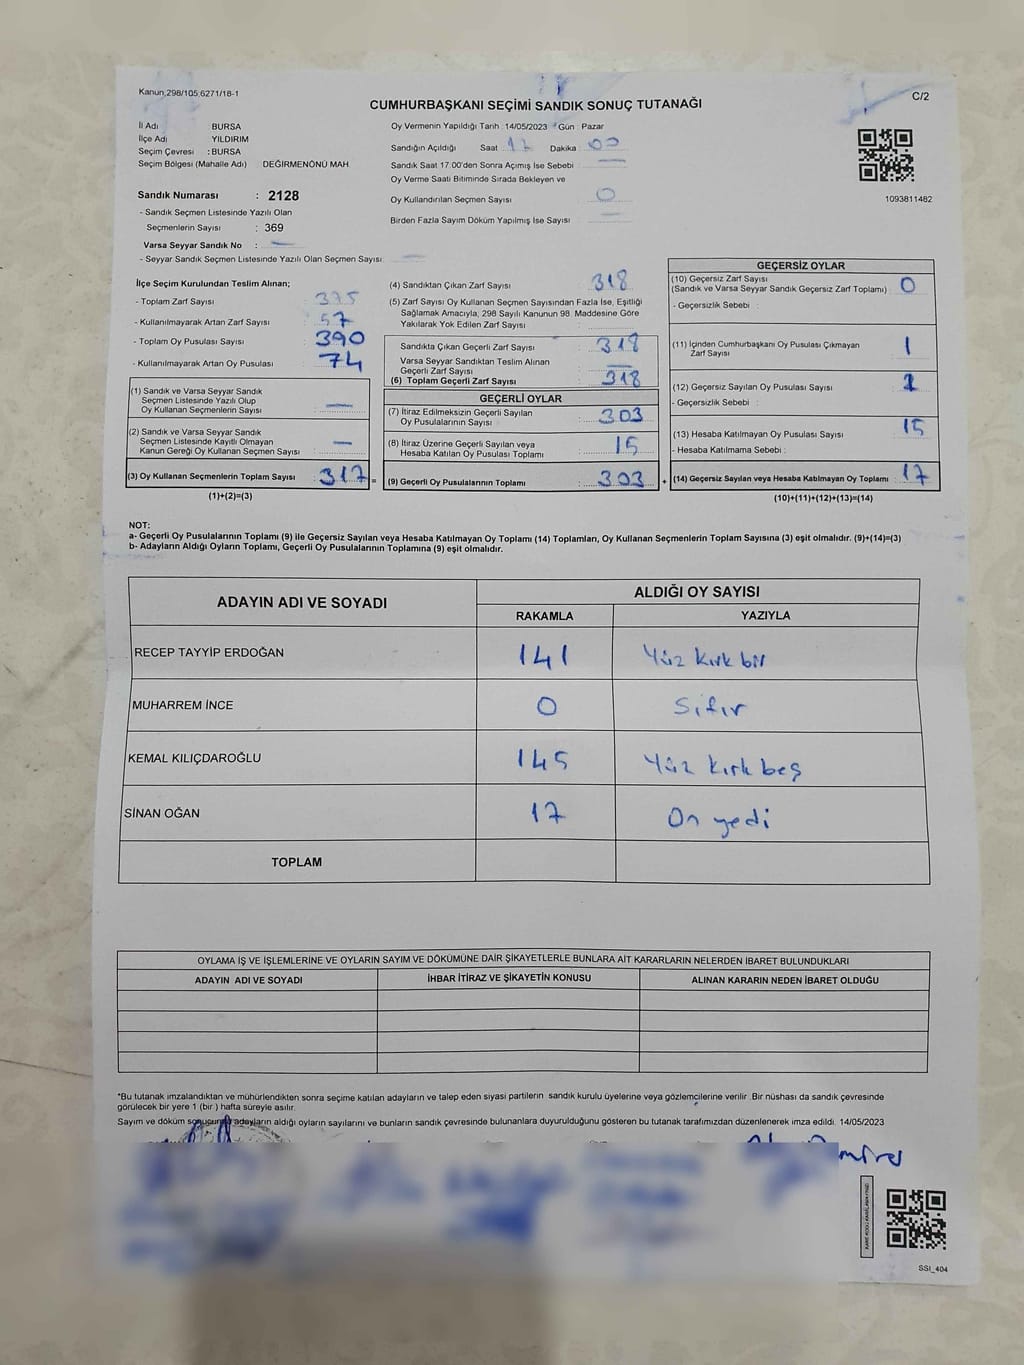 Kanun 298/105,6271/18-1
CUMHURBAŞKANI SEÇİMİ SANDIK SONUÇ TUTANAĞI
C/2
İl Adı BURSA
İlçe Adı YILDIRIM
Seçim Çevresi : BURSA
Seçim Bölgesi (Mahalle Adı) DEĞİRMENÖNÜ MAH.
Oy Vermenin Yapıldığı Tarih :14/05/2023 Gün : Pazar
Sandığın Açıldığı Saat : 17 Dakika : 00
Sandık Saat 17:00'den Sonra Açılmış İse Sebebi : —
Oy Verme Saati Bitiminde Sırada Bekleyen ve
Oy Kullandırılan Seçmen Sayısı : 0
Birden Fazla Sayım Döküm Yapılmış İse Sayısı : —
1093811482
Sandık Numarası : 2128
- Sandık Seçmen Listesinde Yazılı Olan
Seçmenlerin Sayısı : 369
Varsa Seyyar Sandık No : —
- Seyyar Sandık Seçmen Listesinde Yazılı Olan Seçmen Sayısı : —
İlçe Seçim Kurulundan Teslim Alınan;
- Toplam Zarf Sayısı : 375
- Kullanılmayarak Artan Zarf Sayısı : 57
- Toplam Oy Pusulası Sayısı : 390
- Kullanılmayarak Artan Oy Pusulası : 74
(1) Sandık ve Varsa Seyyar Sandık
Seçmen Listesinde Yazılı Olup
Oy Kullanan Seçmenlerin Sayısı : —
(2) Sandık ve Varsa Seyyar Sandık
Seçmen Listesinde Kayıtlı Olmayan
Kanun Gereği Oy Kullanan Seçmen Sayısı : —
(3) Oy Kullanan Seçmenlerin Toplam Sayısı : 317 =
(1)+(2)=(3)
(4) Sandıktan Çıkan Zarf Sayısı : 318
(5) Zarf Sayısı Oy Kullanan Seçmen Sayısından Fazla İse, Eşitliği
Sağlamak Amacıyla, 298 Sayılı Kanunun 98. Maddesine Göre
Yakılarak Yok Edilen Zarf Sayısı :
Sandıkta Çıkan Geçerli Zarf Sayısı : 318
Varsa Seyyar Sandıktan Teslim Alınan
Geçerli Zarf Sayısı : —
(6) Toplam Geçerli Zarf Sayısı : 318
GEÇERLİ OYLAR
(7) İtiraz Edilmeksizin Geçerli Sayılan
Oy Pusulalarının Sayısı : 303
(8) İtiraz Üzerine Geçerli Sayılan veya
Hesaba Katılan Oy Pusulası Toplamı : 15
(9) Geçerli Oy Pusulalarının Toplamı : 303 +
GEÇERSİZ OYLAR
(10) Geçersiz Zarf Sayısı
(Sandık ve Varsa Seyyar Sandık Geçersiz Zarf Toplamı) : 0
- Geçersizlik Sebebi :
(11) İçinden Cumhurbaşkanı Oy Pusulası Çıkmayan
Zarf Sayısı : 1
(12) Geçersiz Sayılan Oy Pusulası Sayısı : 1
- Geçersizlik Sebebi :
(13) Hesaba Katılmayan Oy Pusulası Sayısı : 15
- Hesaba Katılmama Sebebi :
(14) Geçersiz Sayılan veya Hesaba Katılmayan Oy Toplamı : 17
(10)+(11)+(12)+(13)=(14)
NOT:
a- Geçerli Oy Pusulalarının Toplamı (9) ile Geçersiz Sayılan veya Hesaba Katılmayan Oy Toplamı (14) Toplamları, Oy Kullanan Seçmenlerin Toplam Sayısına (3) eşit olmalıdır. (9)+(14)=(3)
b- Adayların Aldığı Oyların Toplamı, Geçerli Oy Pusulalarının Toplamına (9) eşit olmalıdır.
ADAYIN ADI VE SOYADI ALDIĞI OY SAYISI
RAKAMLA YAZIYLA
RECEP TAYYİP ERDOĞAN 141 Yüz kırk bir
MUHARREM İNCE 0 Sıfır
KEMAL KILIÇDAROĞLU 145 Yüz kırk beş
SİNAN OĞAN 17 On yedi
TOPLAM
OYLAMA İŞ VE İŞLEMLERİNE VE OYLARIN SAYIM VE DÖKÜMÜNE DAİR ŞİKAYETLERLE BUNLARA AİT KARARLARIN NELERDEN İBARET BULUNDUKLARI
ADAYIN ADI VE SOYADI İHBAR İTİRAZ VE ŞİKAYETİN KONUSU ALINAN KARARIN NEDEN İBARET OLDUĞU
*Bu tutanak imzalandıktan ve mühürlendikten sonra seçime katılan adayların ve talep eden siyasi partilerin sandık kurulu üyelerine veya gözlemcilerine verilir. Bir nüshası da sandık çevresinde
görülecek bir yere 1 (bir ) hafta süreyle asılır.
Sayım ve döküm sonucunda adayların aldığı oyların sayılarını ve bunların sandık çevresinde bulunanlara duyurulduğunu gösteren bu tutanak tarafımızdan düzenlenerek imza edildi. 14/05/2023
SSI_404